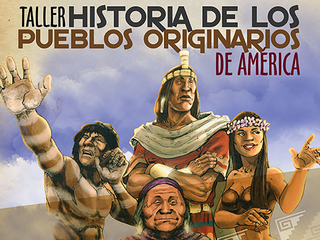 TALLER HISTORIA DE LOS
PUEBLOS ORIGINARIOS
DE AMÉRICA